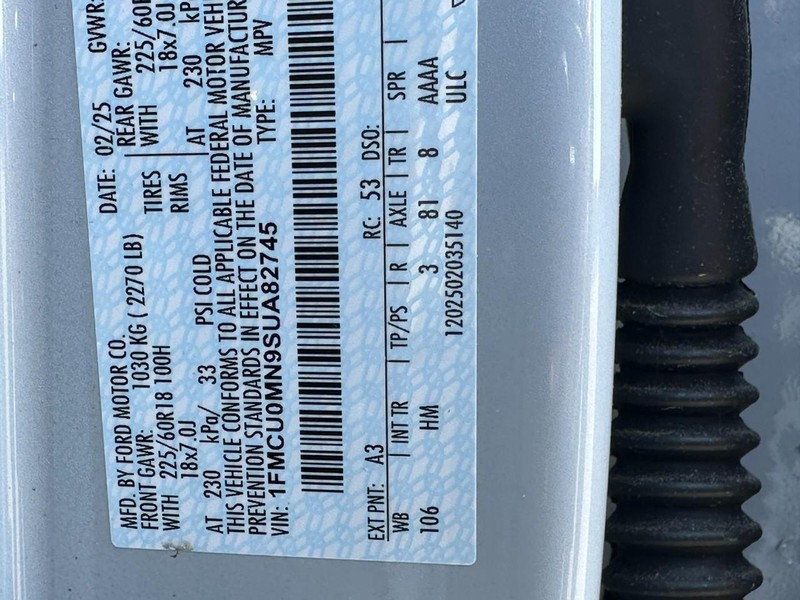 MFD. BY FORD MOTOR CO. DATE: 02/25 GVWR:
FRONT GAWR: 1030 KG ( 2270 LB) REAR GAWR:
WITH 225/60R18 100H TIRES WITH 225/60R
18x7.0J RIMS 18x7.0J
AT 230 kPa/ 33 PSI COLD AT 230 kP
THIS VEHICLE CONFORMS TO ALL APPLICABLE FEDERAL MOTOR VEH
PREVENTION STANDARDS IN EFFECT ON THE DATE OF MANUFACTUR
VIN: 1FMCU0MN9SUA82745 TYPE: MPV
EXT PNT: A3 RC: 53 DSO:
WB INT TR TP/PS R AXLE TR SPR
106 HM 3 81 8 AAAA
1202502035140 ULC